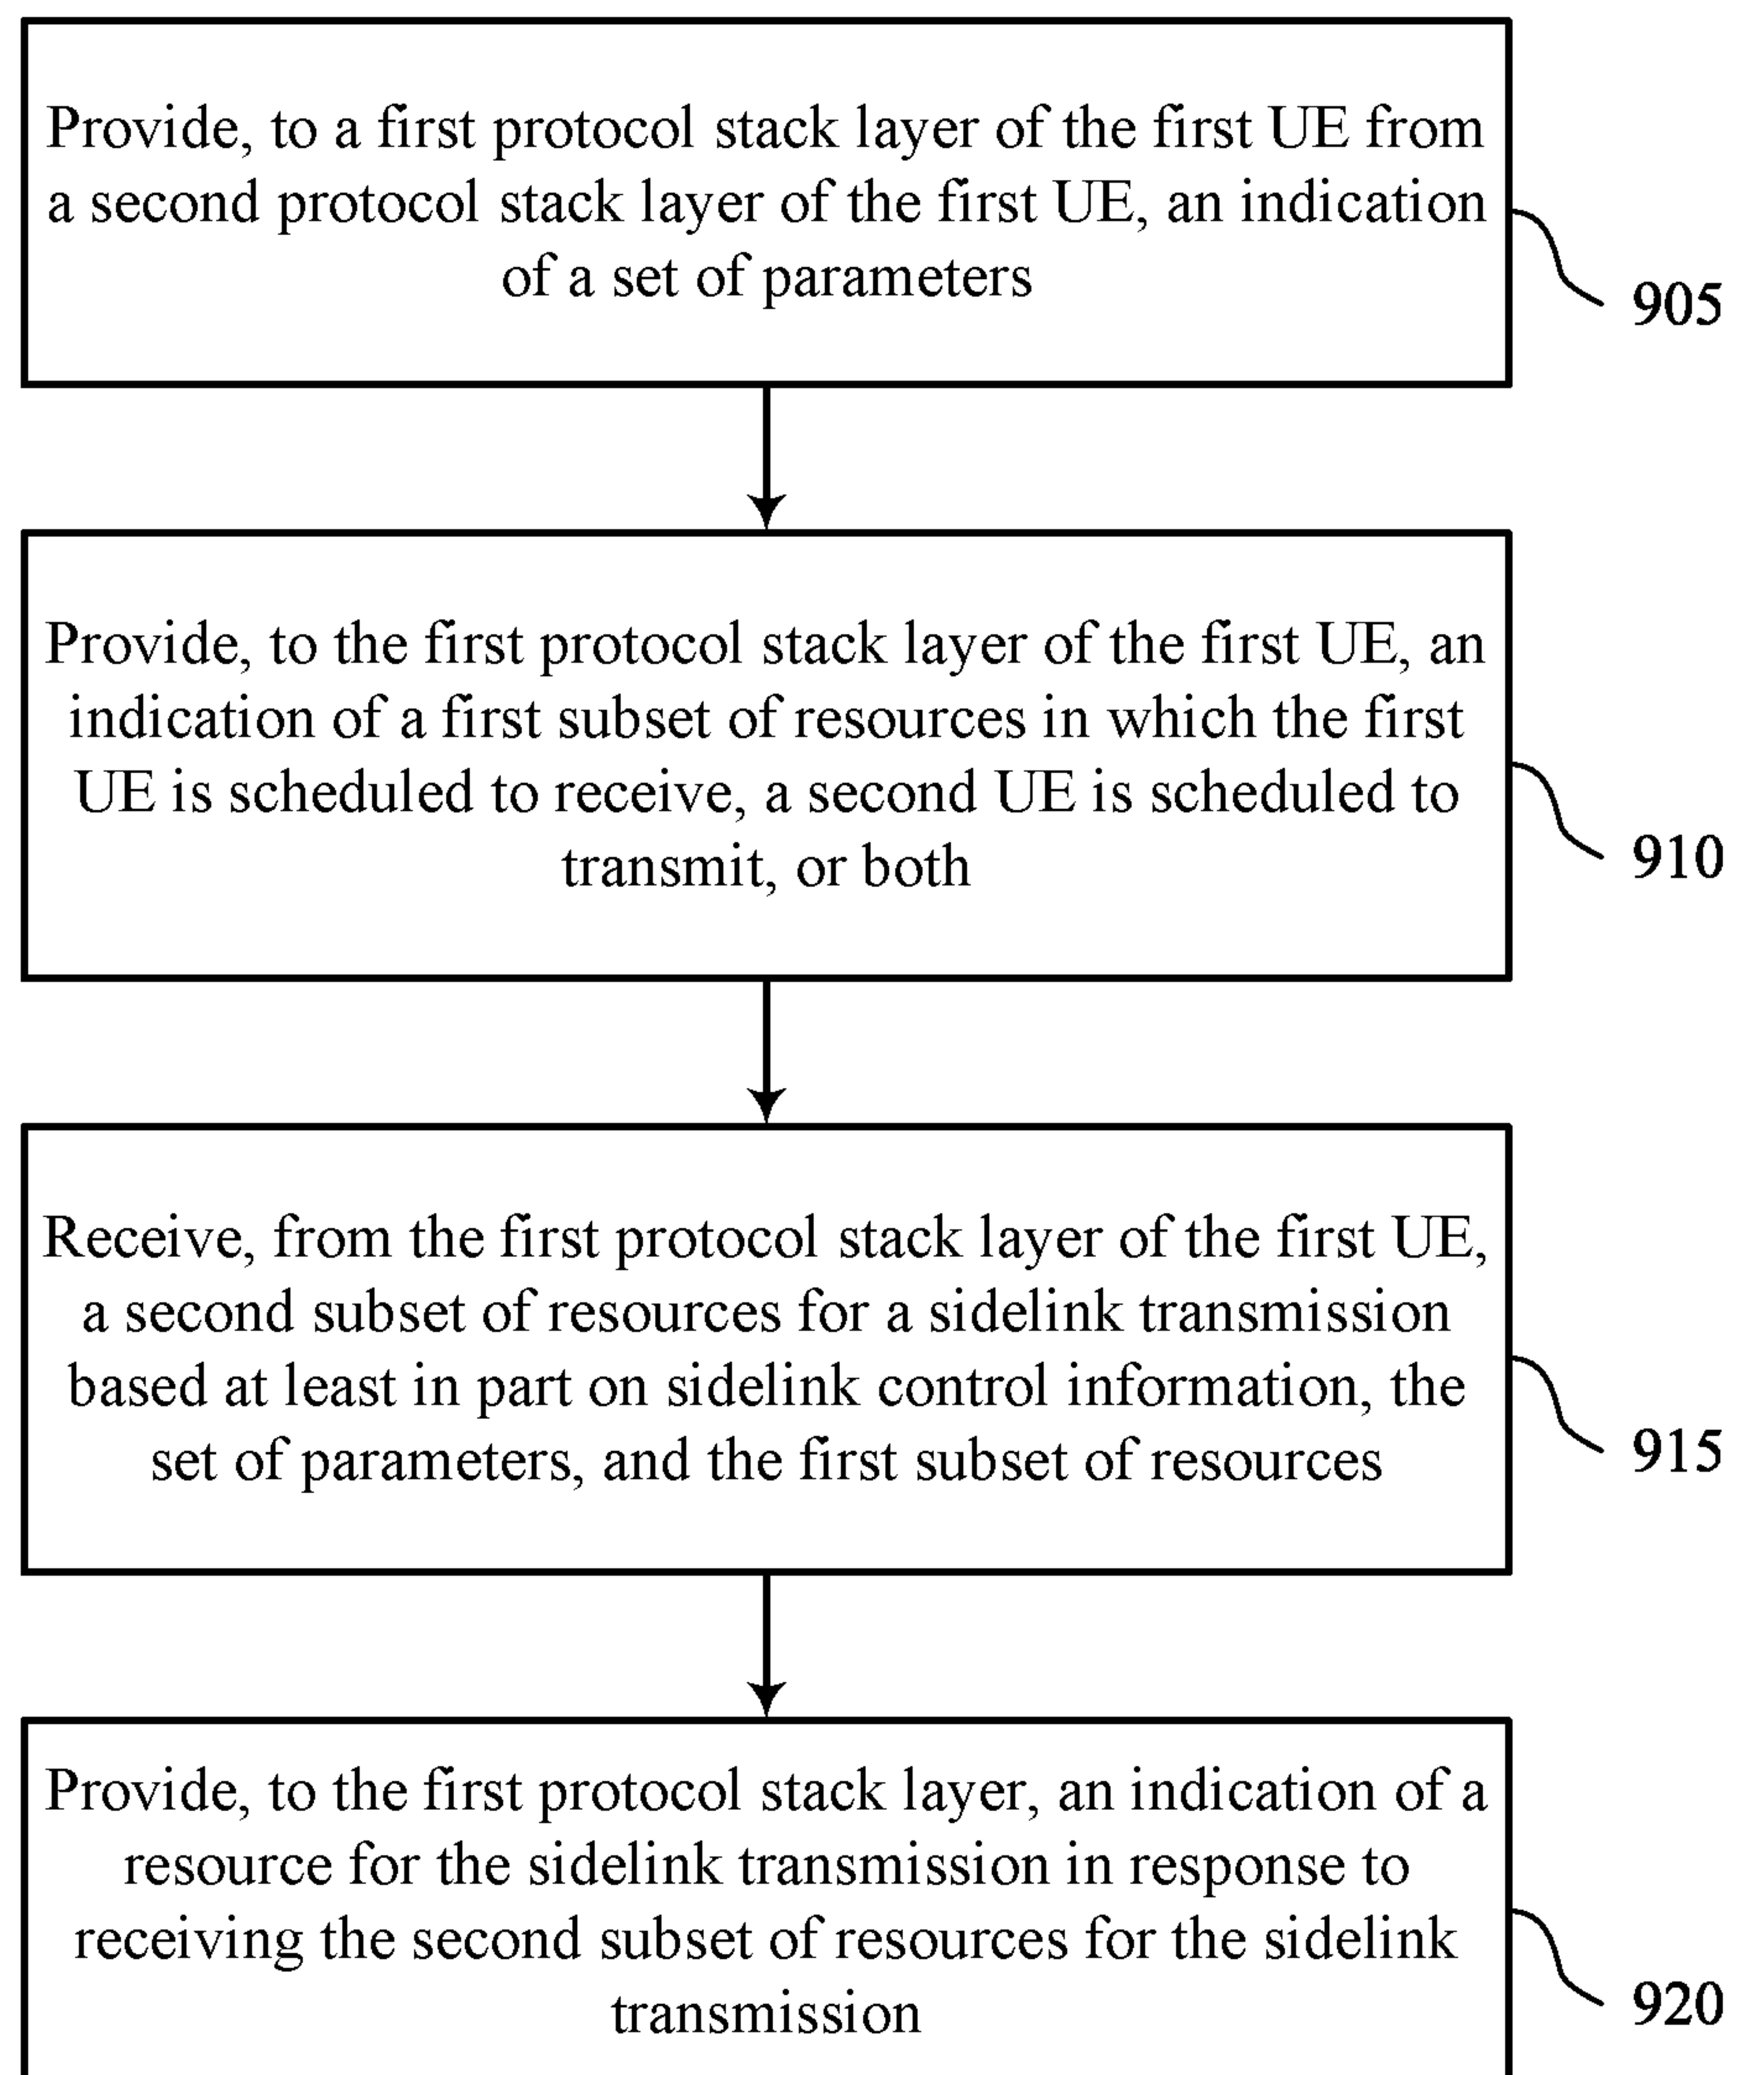 Provide, to a first protocol stack layer of the first UE from
a second protocol stack layer of the first UE, an indication
of a set of parameters
905
Provide, to the first protocol stack layer of the first UE, an
indication of a first subset of resources in which the first
UE is scheduled to receive, a second UE is scheduled to
transmit, or both
910
Receive, from the first protocol stack layer of the first UE,
a second subset of resources for a sidelink transmission
based at least in part on sidelink control information, the
set of parameters, and the first subset of resources
915
Provide, to the first protocol stack layer, an indication of a
resource for the sidelink transmission in response to
receiving the second subset of resources for the sidelink
transmission
920